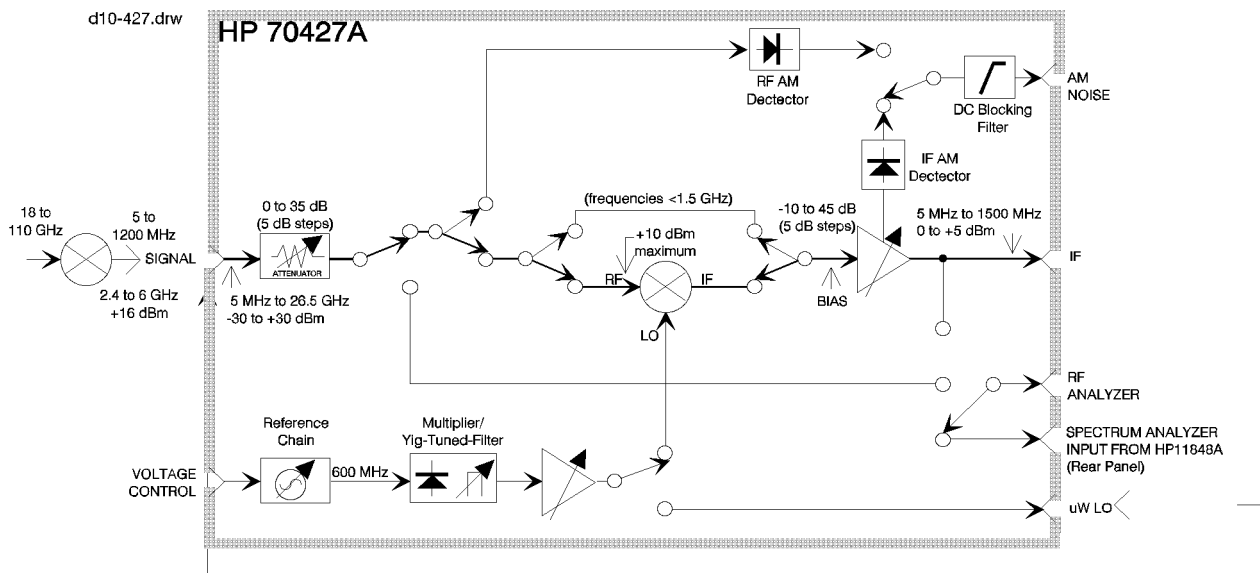 d10-427.drw
HP 70427A
RF AM
Dectector
AM
NOISE
DC Blocking
Filter
IF AM
Dectector
18 to
110 GHz
5 to
1200 MHz
SIGNAL
2.4 to 6 GHz
+16 dBm
0 to 35 dB
(5 dB steps)
ATTENUATOR
5 MHz to 26.5 GHz
-30 to +30 dBm
(frequencies <1.5 GHz)
+10 dBm
maximum
RF
IF
LO
-10 to 45 dB
(5 dB steps)
BIAS
5 MHz to 1500 MHz
0 to +5 dBm
IF
RF
ANALYZER
SPECTRUM ANALYZER
INPUT FROM HP11848A
(Rear Panel)
Reference
Chain
600 MHz
Multiplier/
Yig-Tuned-Filter
VOLTAGE
CONTROL
uW LO